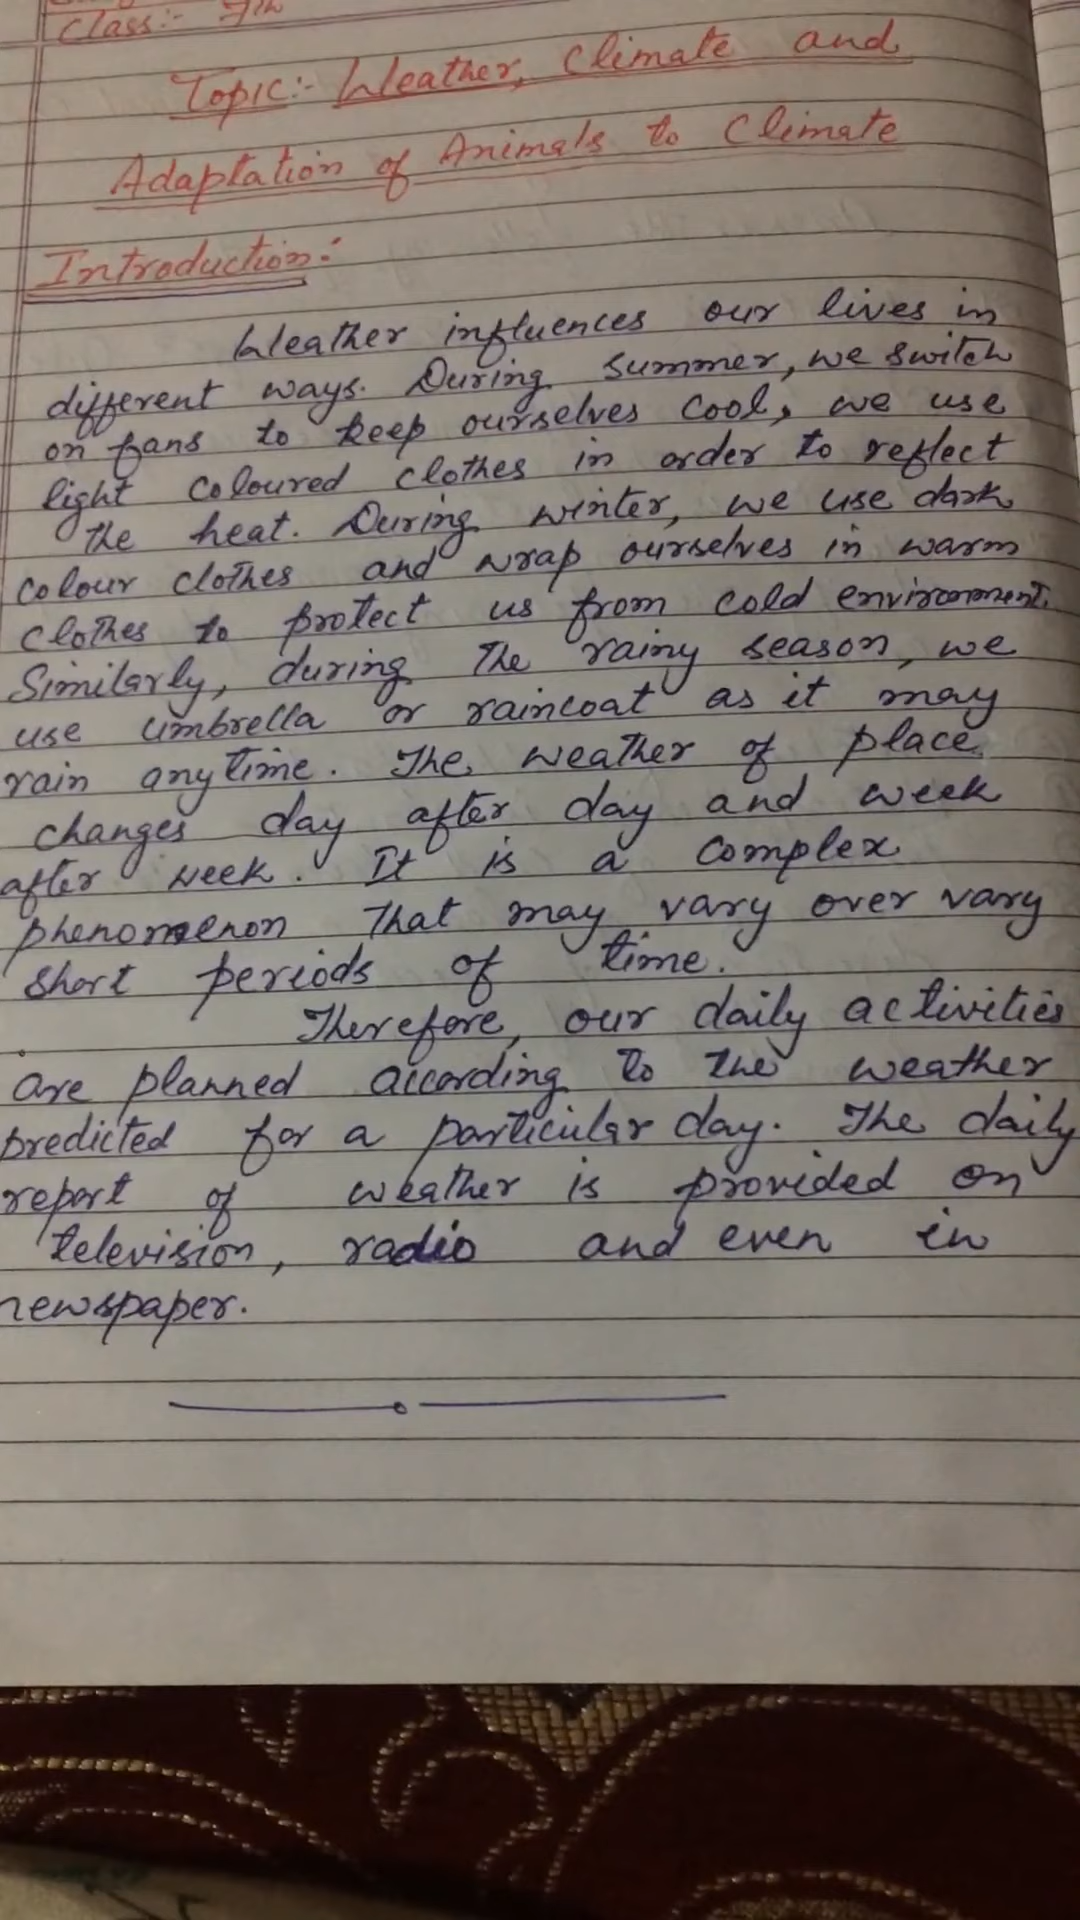 Class:- 7th
Topic:- Weather, Climate and
Adaptation of Animals to Climate
Introduction:
Weather influences our lives in
different ways. During summer, we switch
on fans to keep ourselves cool, we use
light coloured clothes in order to reflect
the heat. During winter, we use dark
colour clothes and wrap ourselves in warm
clothes to protect us from cold environment.
Similarly, during the rainy season, we
use umbrella or raincoat as it may
rain anytime. The weather of place
changes day after day and week
after week. It is a complex
phenomenon that may vary over vary
short periods of time.
Therefore, our daily activities
are planned according to the weather
predicted for a particular day. The daily
report of weather is provided on
television, radio and even in
newspaper.